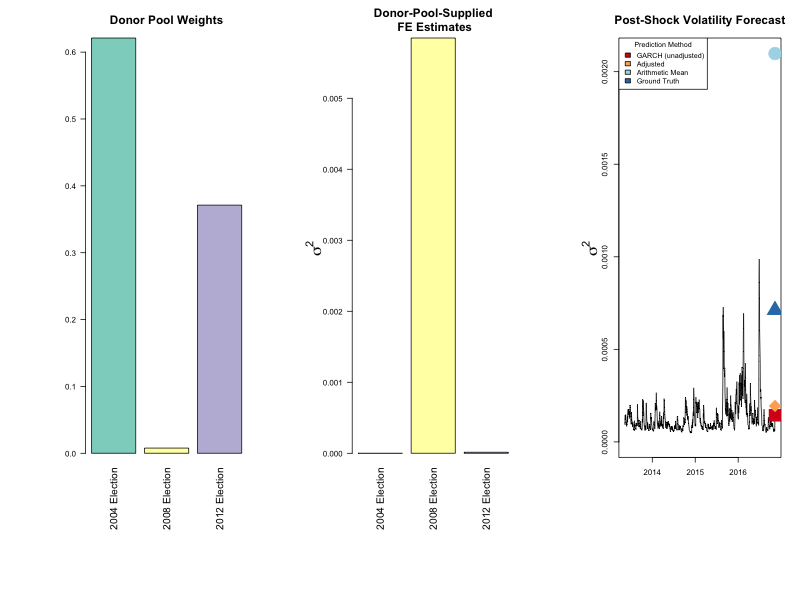 Donor Pool Weights
0.6
0.5
0.4
0.3
0.2
0.1
0.0
2004 Election
2008 Election
2012 Election
Donor-Pool-Supplied
FE Estimates
σ²
0.005
0.004
0.003
0.002
0.001
0.000
2004 Election
2008 Election
2012 Election
Post-Shock Volatility Forecast
Prediction Method
GARCH (unadjusted)
Adjusted
Arithmetic Mean
Ground Truth
σ²
0.0020
0.0015
0.0010
0.0005
0.0000
2014
2015
2016